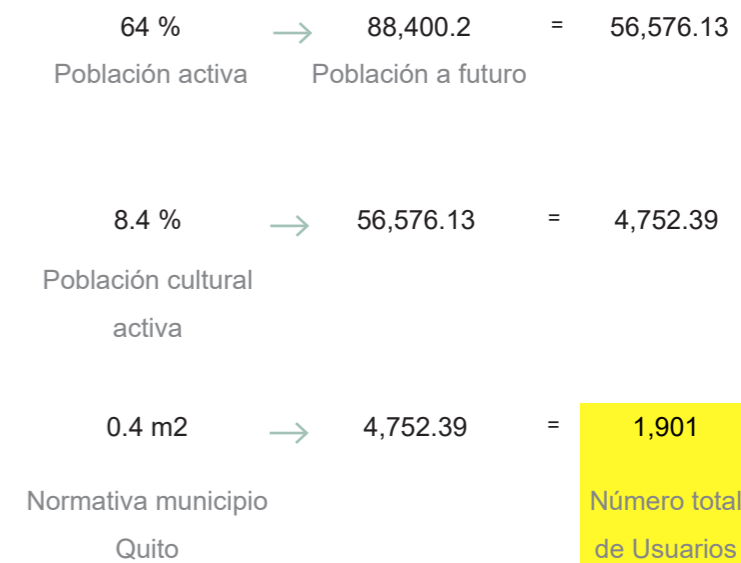 64 % → 88,400.2 = 56,576.13
Población activa Población a futuro
8.4 % → 56,576.13 = 4,752.39
Población cultural
activa
0.4 m2 → 4,752.39 = 1,901
Normativa municipio Número total
Quito de Usuarios